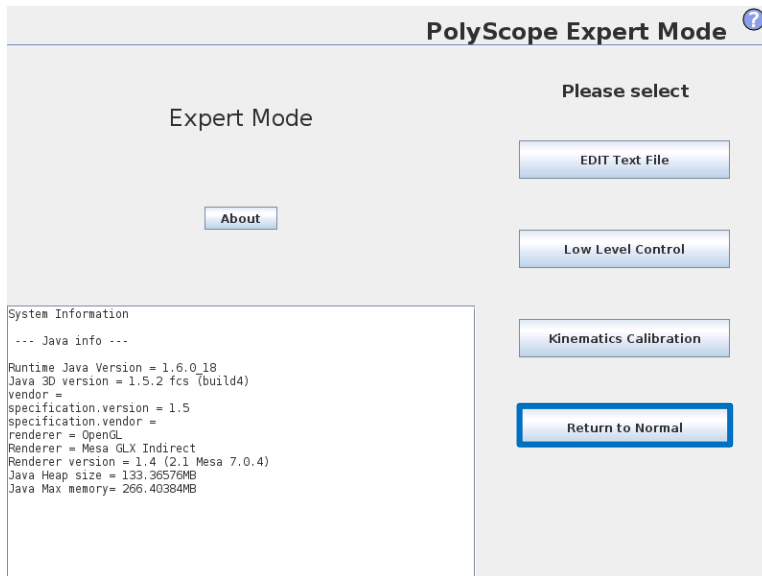 PolyScope Expert Mode ?
Expert Mode
About
System Information
--- Java info ---
Runtime Java Version = 1.6.0_18
Java 3D version = 1.5.2 fcs (build4)
vendor =
specification.version = 1.5
specification.vendor =
renderer = OpenGL
Renderer = Mesa GLX Indirect
Renderer version = 1.4 (2.1 Mesa 7.0.4)
Java Heap size = 133.36576MB
Java Max memory= 266.40384MB
Please select
EDIT Text File
Low Level Control
Kinematics Calibration
Return to Normal